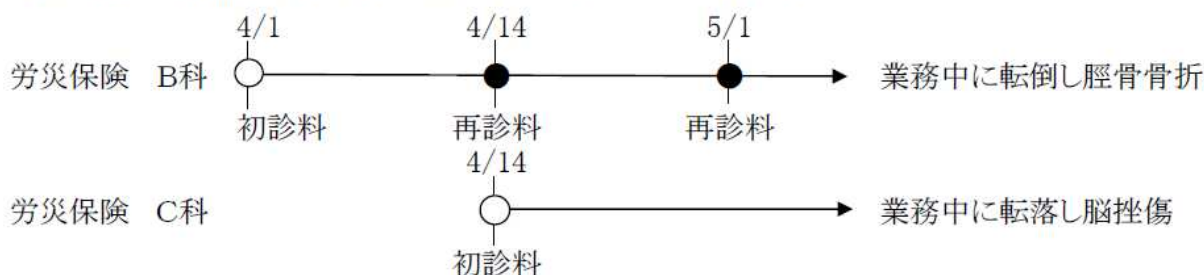 4/1 4/14 5/1
労災保険 B科 業務中に転倒し脛骨骨折
初診料 再診料 再診料
4/14
労災保険 C科 業務中に転落し脳挫傷
初診料